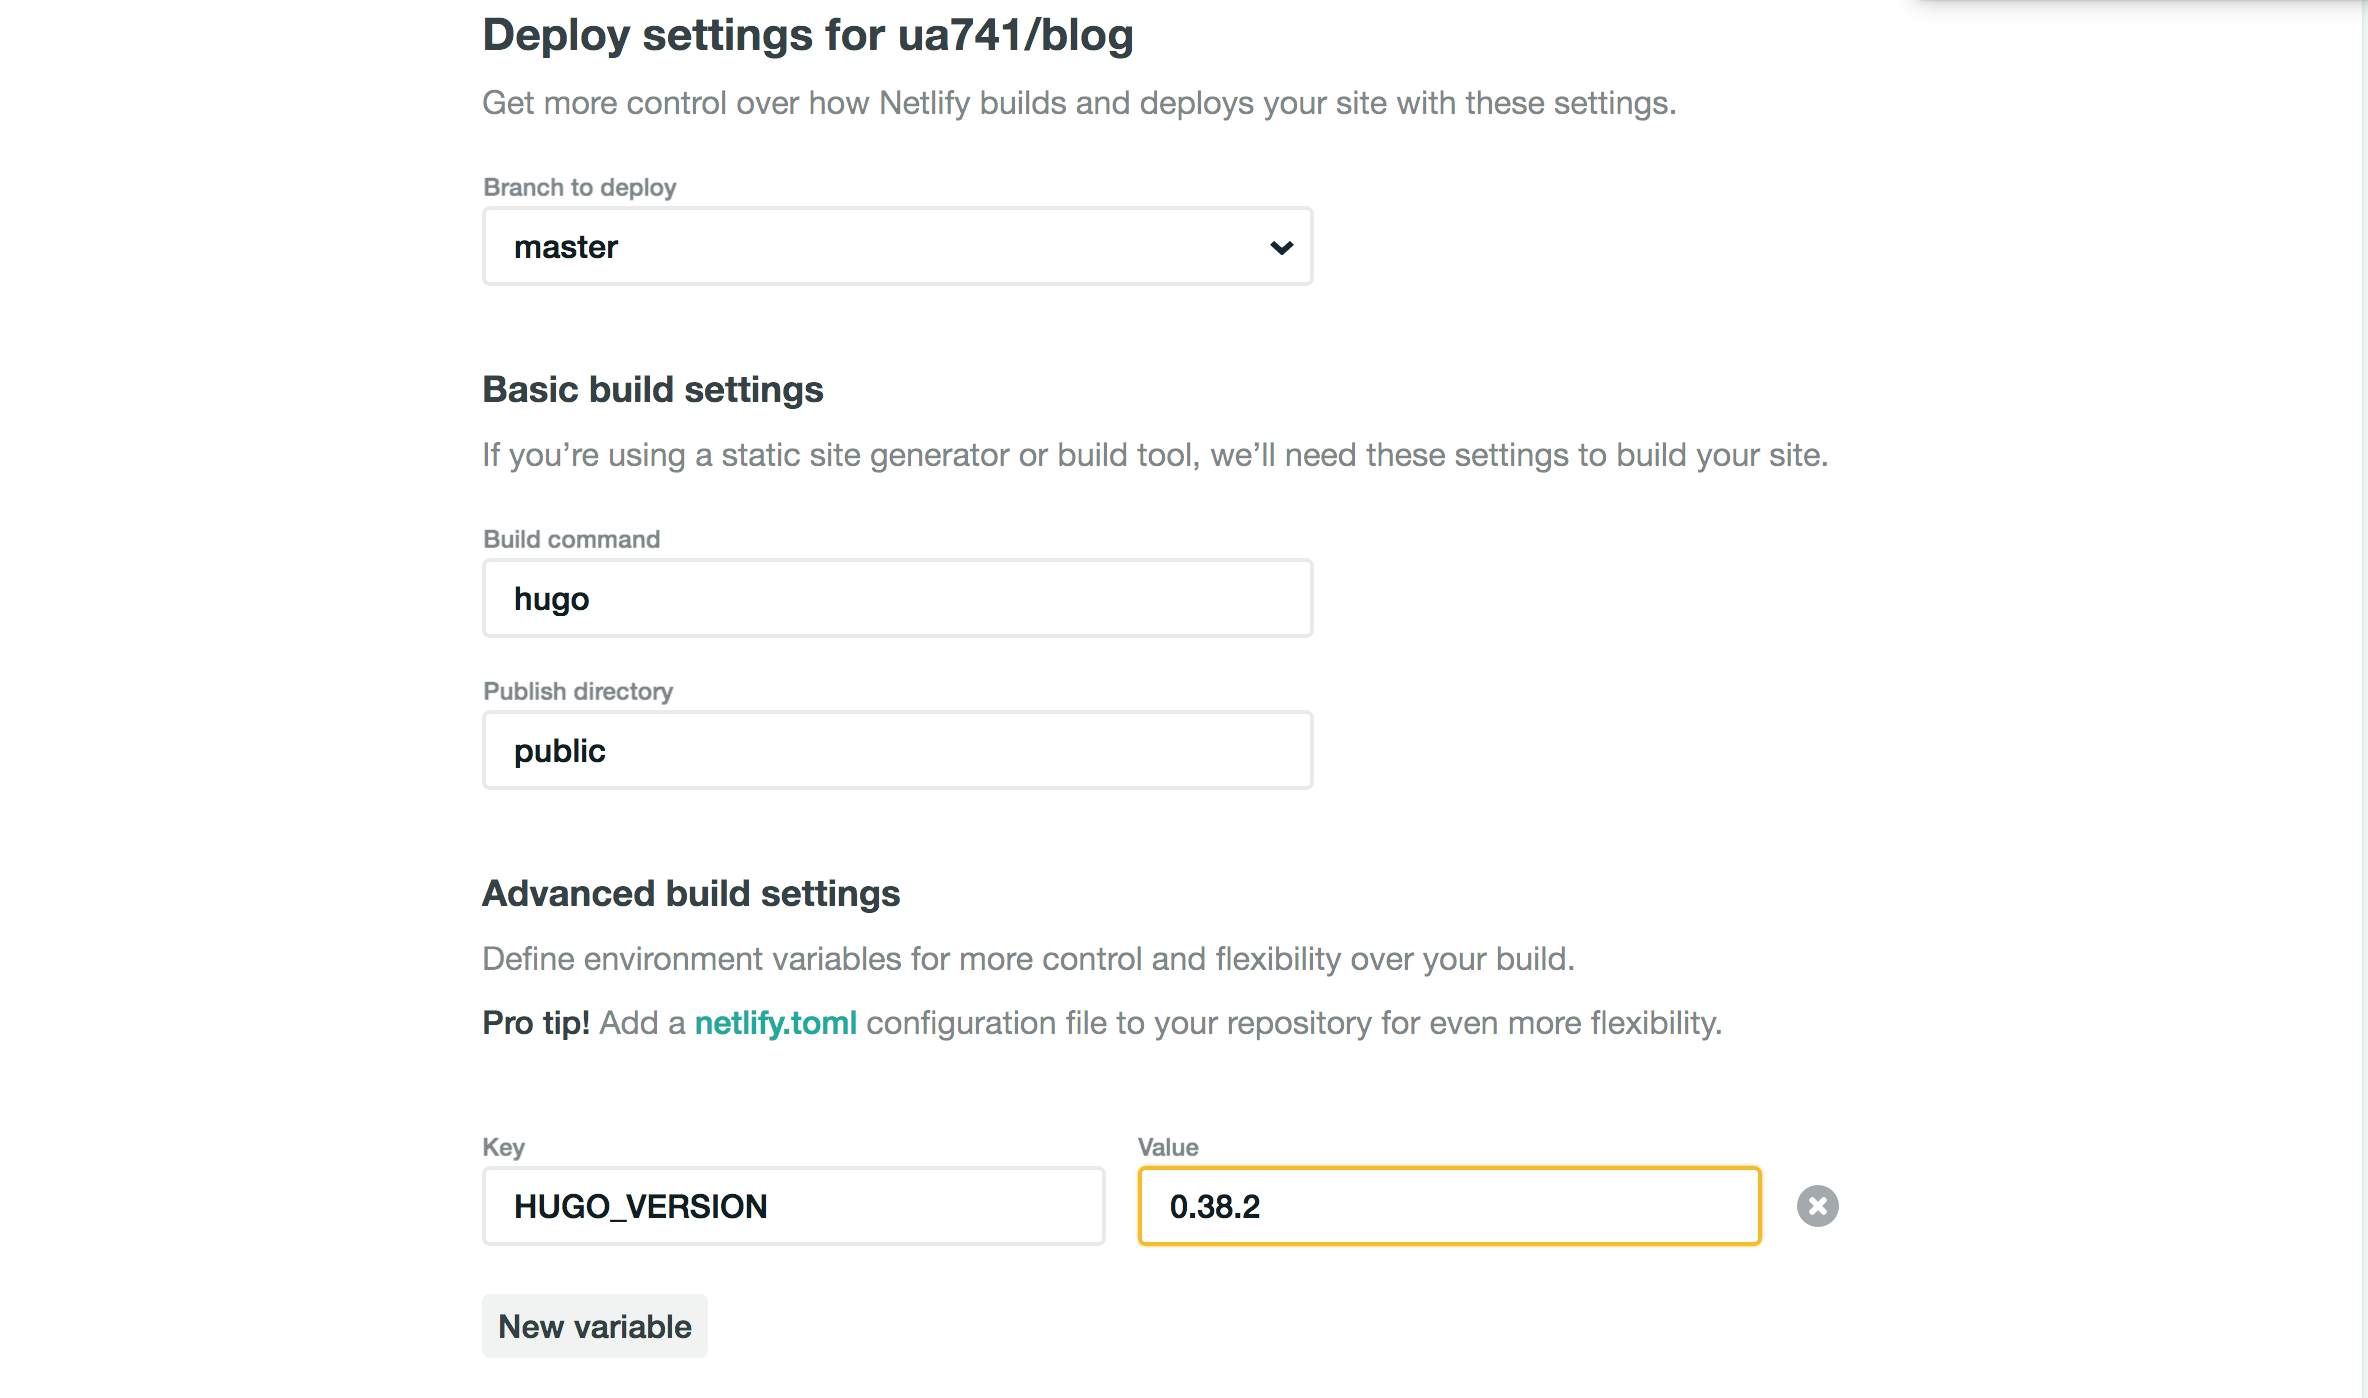 Deploy settings for ua741/blog
Get more control over how Netlify builds and deploys your site with these settings.
Branch to deploy
master
Basic build settings
If you’re using a static site generator or build tool, we’ll need these settings to build your site.
Build command
hugo
Publish directory
public
Advanced build settings
Define environment variables for more control and flexibility over your build.
Pro tip! Add a netlify.toml configuration file to your repository for even more flexibility.
Key Value
HUGO_VERSION 0.38.2
New variable